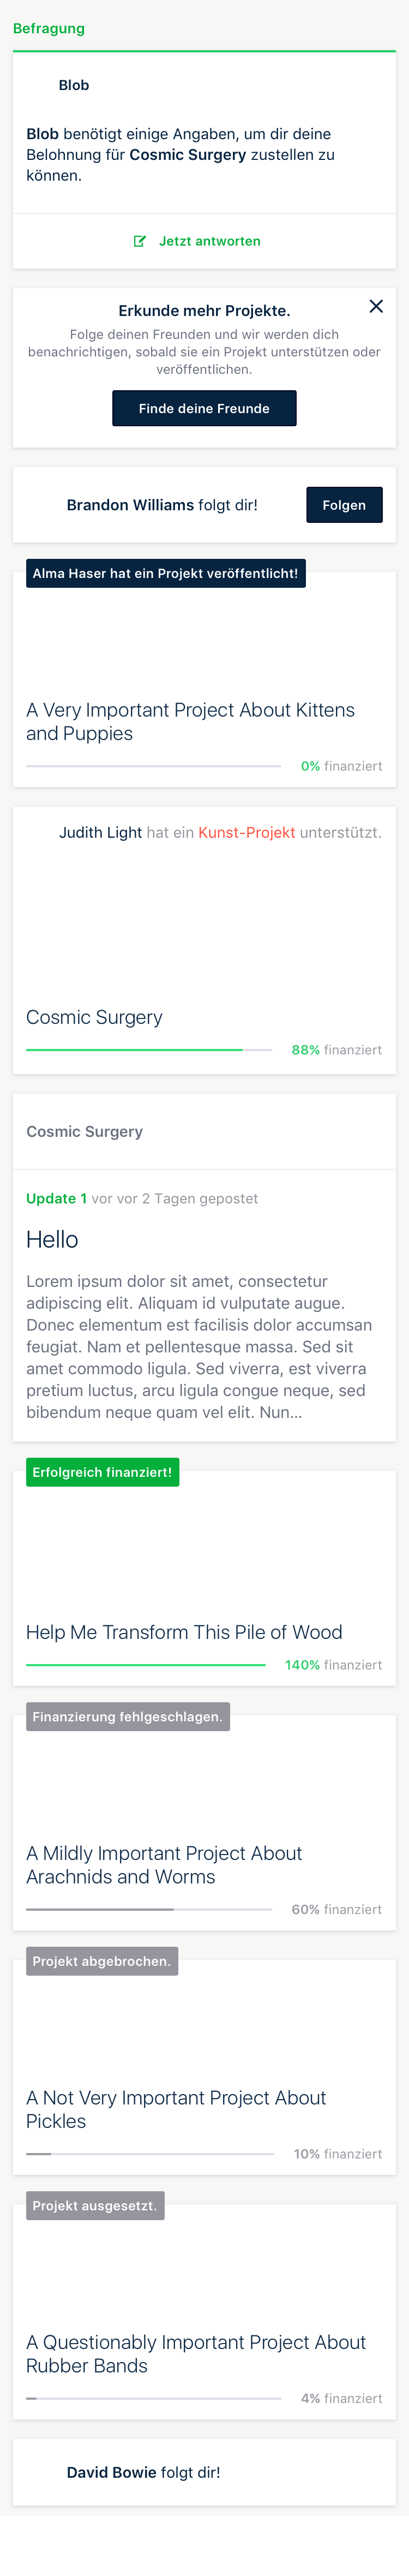 Befragung
Blob
Blob benötigt einige Angaben, um dir deine
Belohnung für Cosmic Surgery zustellen zu
können.
Jetzt antworten
Erkunde mehr Projekte.
Folge deinen Freunden und wir werden dich
benachrichtigen, sobald sie ein Projekt unterstützen oder
veröffentlichen.
Finde deine Freunde
Brandon Williams folgt dir!
Folgen
Alma Haser hat ein Projekt veröffentlicht!
A Very Important Project About Kittens
and Puppies
0% finanziert
Judith Light hat ein Kunst-Projekt unterstützt.
Cosmic Surgery
88% finanziert
Cosmic Surgery
Update 1 vor vor 2 Tagen gepostet
Hello
Lorem ipsum dolor sit amet, consectetur
adipiscing elit. Aliquam id vulputate augue.
Donec elementum est facilisis dolor accumsan
feugiat. Nam et pellentesque massa. Sed sit
amet commodo ligula. Sed viverra, est viverra
pretium luctus, arcu ligula congue neque, sed
bibendum neque quam vel elit. Nun...
Erfolgreich finanziert!
Help Me Transform This Pile of Wood
140% finanziert
Finanzierung fehlgeschlagen.
A Mildly Important Project About
Arachnids and Worms
60% finanziert
Projekt abgebrochen.
A Not Very Important Project About
Pickles
10% finanziert
Projekt ausgesetzt.
A Questionably Important Project About
Rubber Bands
4% finanziert
David Bowie folgt dir!